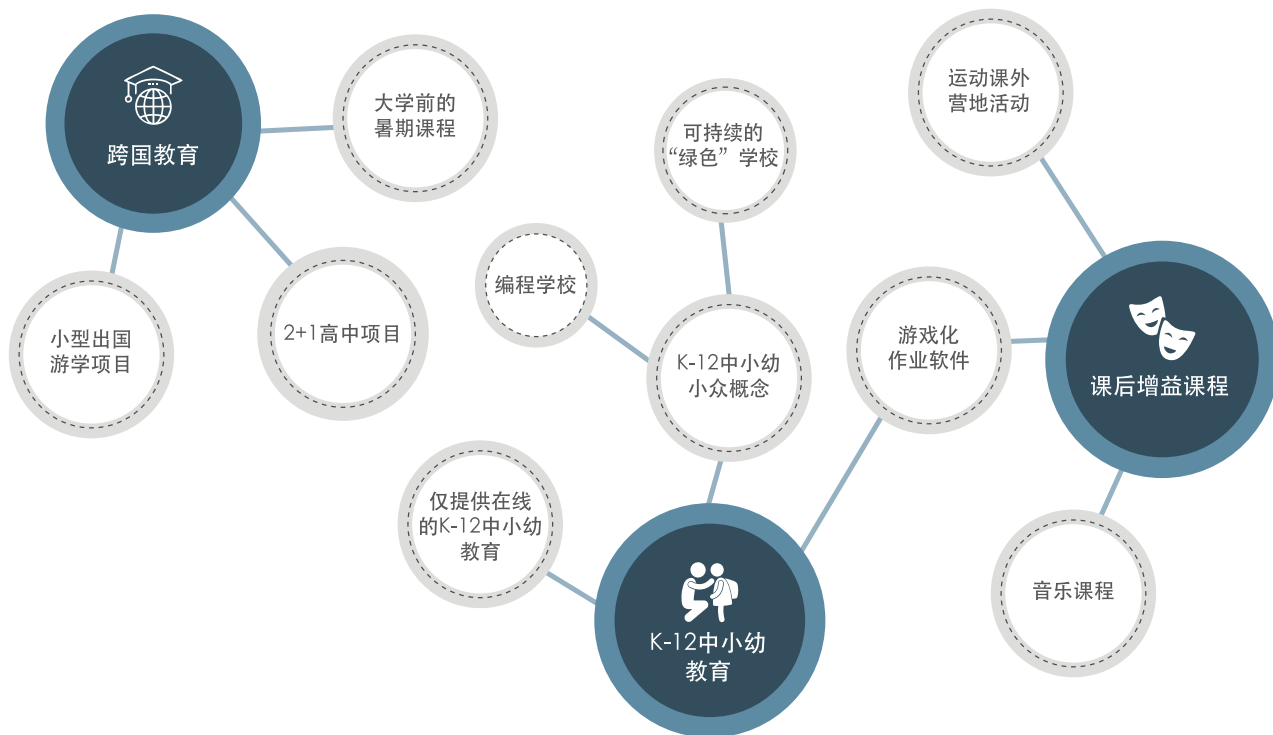 跨国教育
大学前的
暑期课程
小型出国
游学项目
2+1高中项目
编程学校
可持续的
“绿色”学校
K-12中小幼
小众概念
仅提供在线
的K-12中小幼
教育
K-12中小幼
教育
运动课外
营地活动
游戏化
作业软件
课后增益课程
音乐课程